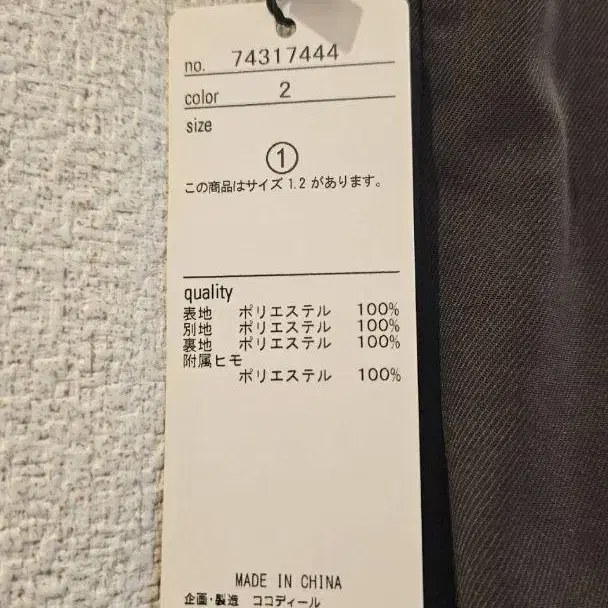 no. 74317444
color 2
size
①
この商品はサイズ 1.2 があります。
quality
表地 ポリエステル 100%
別地 ポリエステル 100%
裏地 ポリエステル 100%
附属ヒモ
ポリエステル 100%
MADE IN CHINA
企画・製造 ココディール